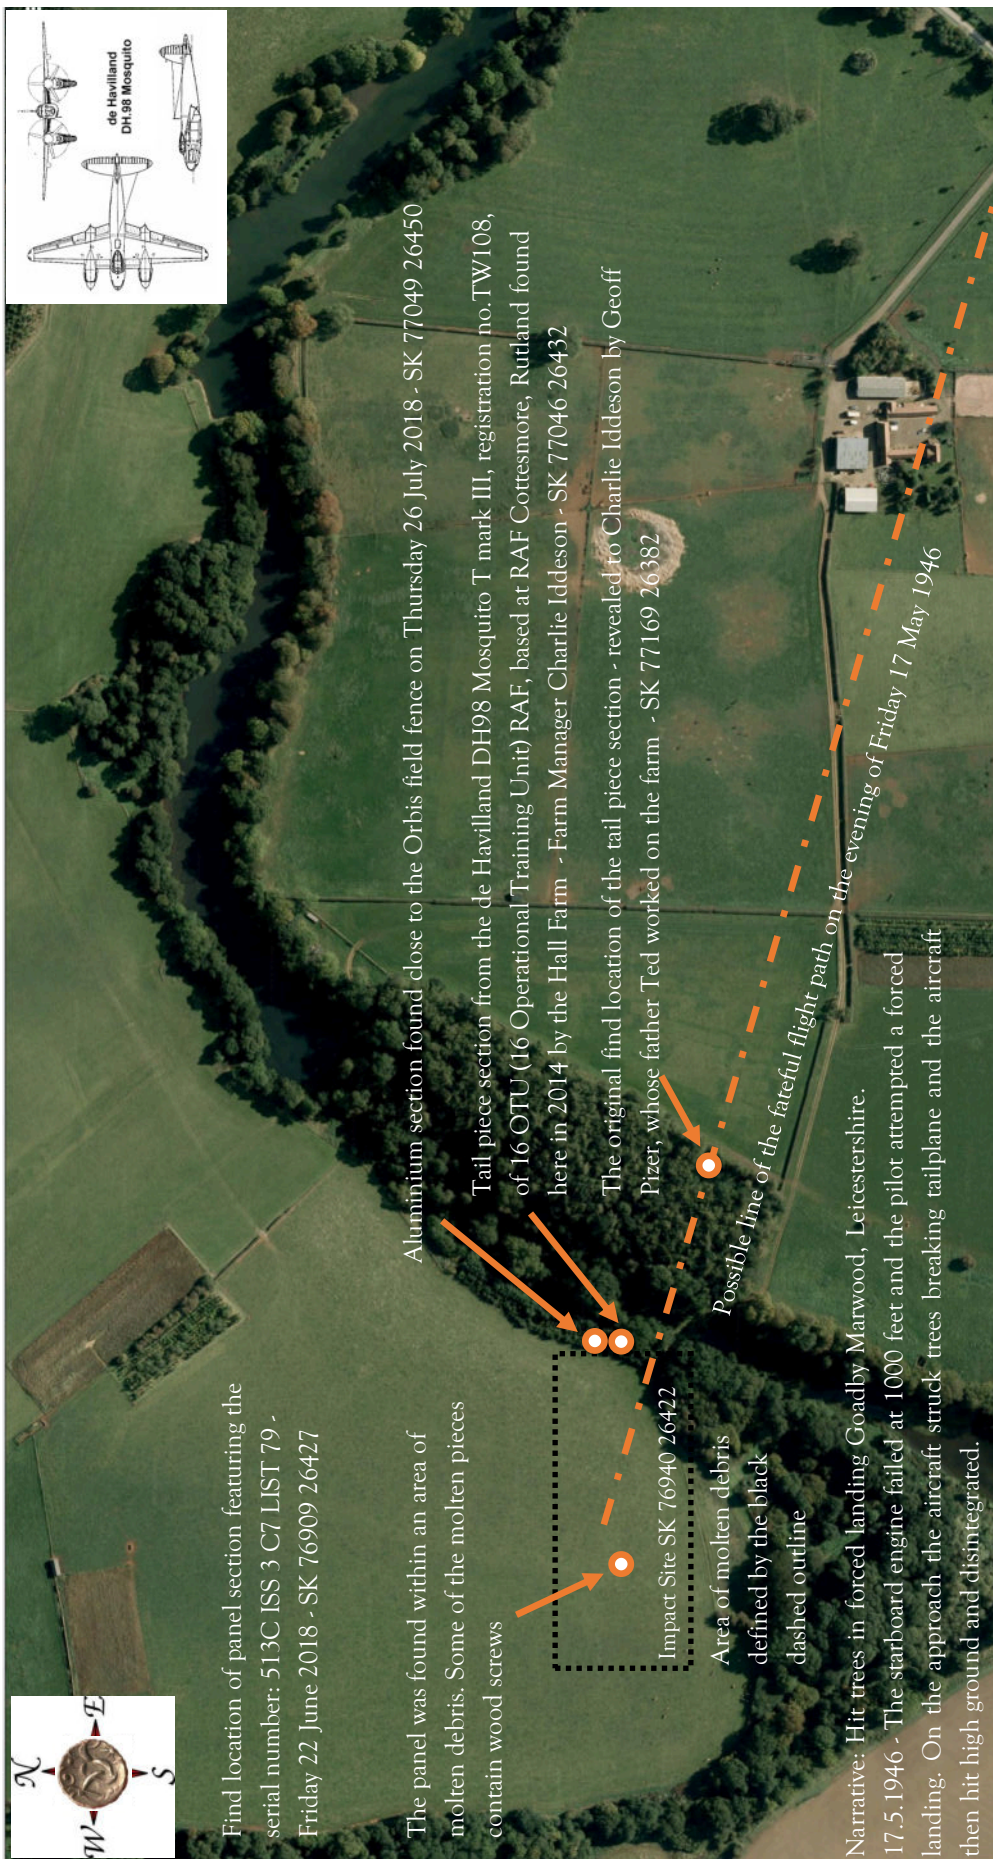 N
W
E
S
de Havilland
DH.98 Mosquito
Find location of panel section featuring the
serial number: 513C ISS 3 C7 LIST 79 -
Friday 22 June 2018 - SK 76909 26427
The panel was found within an area of
molten debris. Some of the molten pieces
contain wood screws
Aluminium section found close to the Orbis field fence on Thursday 26 July 2018 - SK 77049 26450
Tail piece section from the de Havilland DH98 Mosquito T mark III, registration no.TW108,
of 16 OTU (16 Operational Training Unit) RAF, based at RAF Cottesmore, Rutland found
here in 2014 by the Hall Farm - Farm Manager Charlie Iddeson - SK 77046 26432
The original find location of the tail piece section - revealed to Charlie Iddeson by Geoff
Pizer, whose father Ted worked on the farm - SK 77169 26382
Impact Site SK 76940 26422
Area of molten debris
defined by the black
dashed outline
Possible line of the fateful flight path on the evening of Friday 17 May 1946
Narrative: Hit trees in forced landing Goadby Marwood, Leicestershire.
17.5.1946 - The starboard engine failed at 1000 feet and the pilot attempted a forced
landing. On the approach the aircraft struck trees breaking tailplane and the aircraft
then hit high ground and disintegrated.